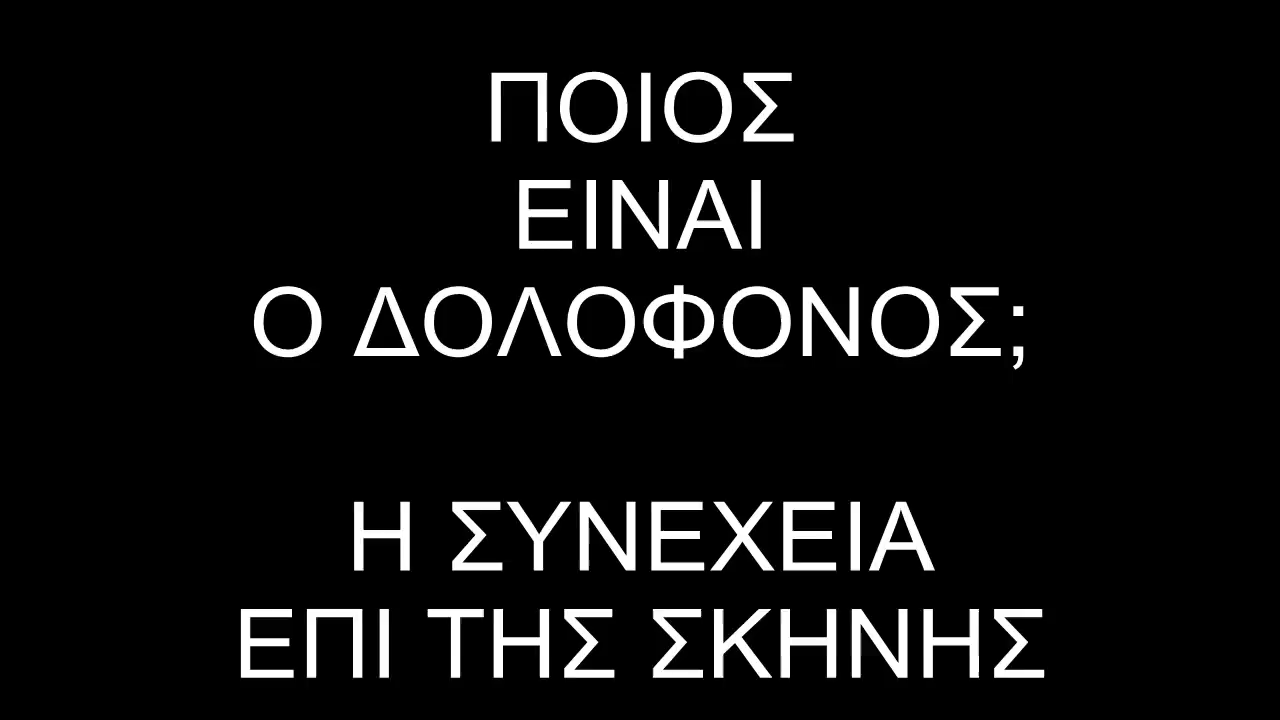 ΠΟΙΟΣ
ΕΙΝΑΙ
Ο ΔΟΛΟΦΟΝΟΣ;
Η ΣΥΝΕΧΕΙΑ
ΕΠΙ ΤΗΣ ΣΚΗΝΗΣ